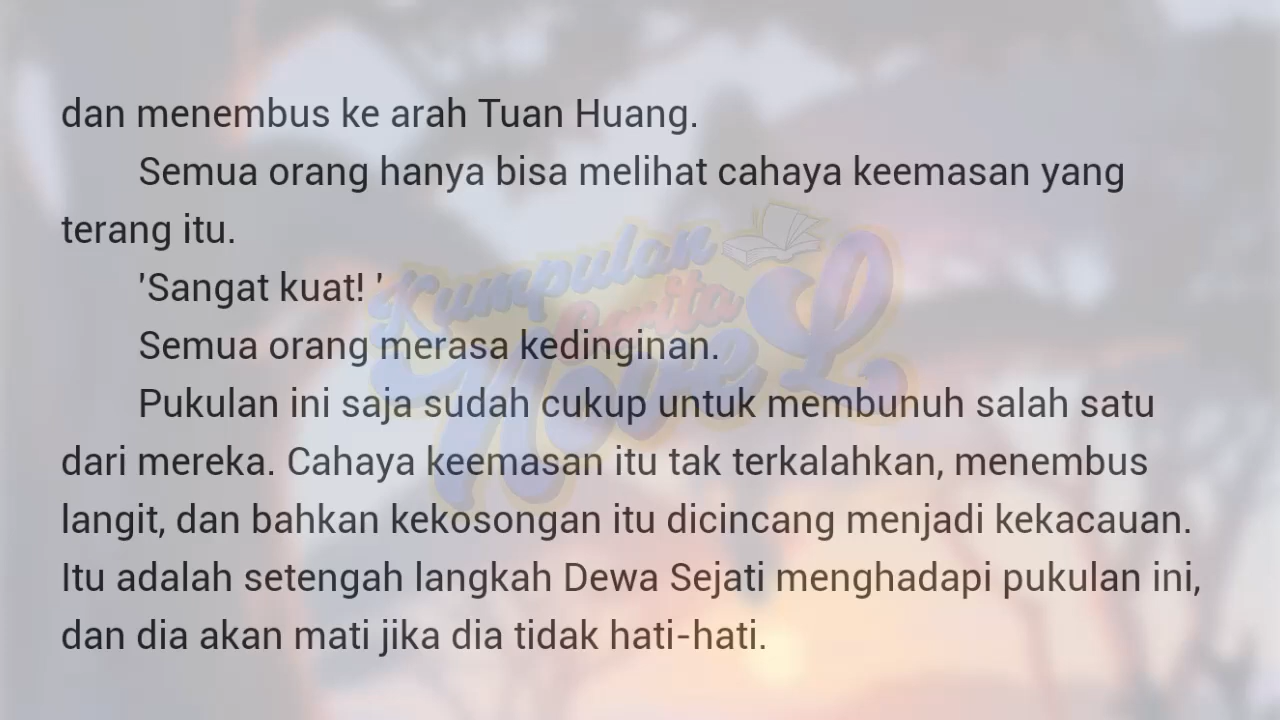 dan menembus ke arah Tuan Huang.
Semua orang hanya bisa melihat cahaya keemasan yang
terang itu.
'Sangat kuat! '
Semua orang merasa kedinginan.
Pukulan ini saja sudah cukup untuk membunuh salah satu
dari mereka. Cahaya keemasan itu tak terkalahkan, menembus
langit, dan bahkan kekosongan itu dicincang menjadi kekacauan.
Itu adalah setengah langkah Dewa Sejati menghadapi pukulan ini,
dan dia akan mati jika dia tidak hati-hati.
Kumpulan
Cerita
NoveL